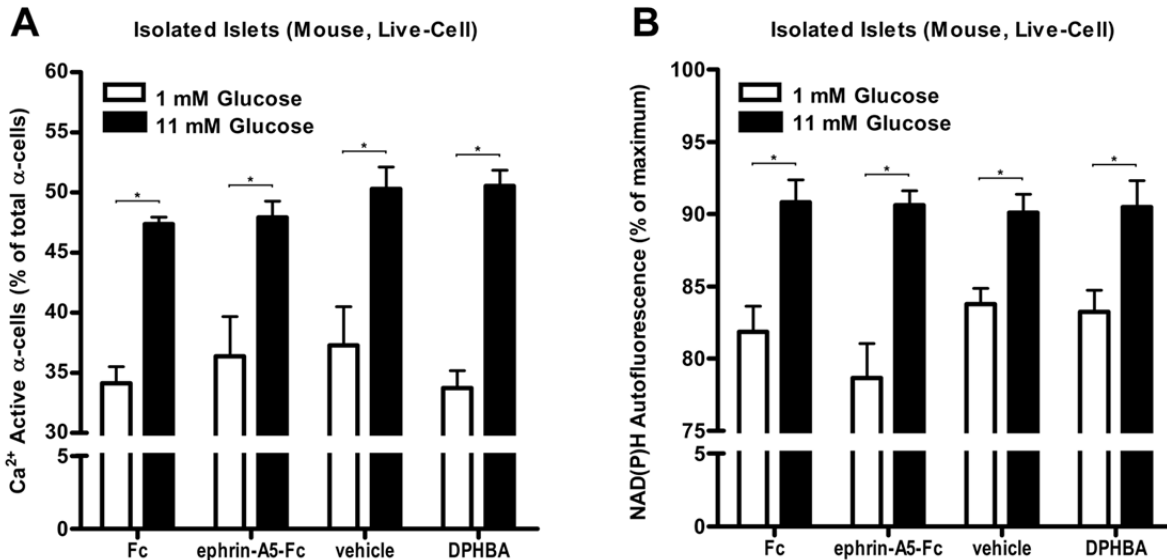 A
Isolated Islets (Mouse, Live-Cell)
Ca2+ Active α-cells (% of total α-cells)
60
55
50
45
40
35
30
5
0
1 mM Glucose
11 mM Glucose
*
*
*
*
Fc
ephrin-A5-Fc
vehicle
DPHBA
B
Isolated Islets (Mouse, Live-Cell)
NAD(P)H Autofluorescence (% of maximum)
100
95
90
85
80
75
5
0
1 mM Glucose
11 mM Glucose
*
*
*
*
Fc
ephrin-A5-Fc
vehicle
DPHBA